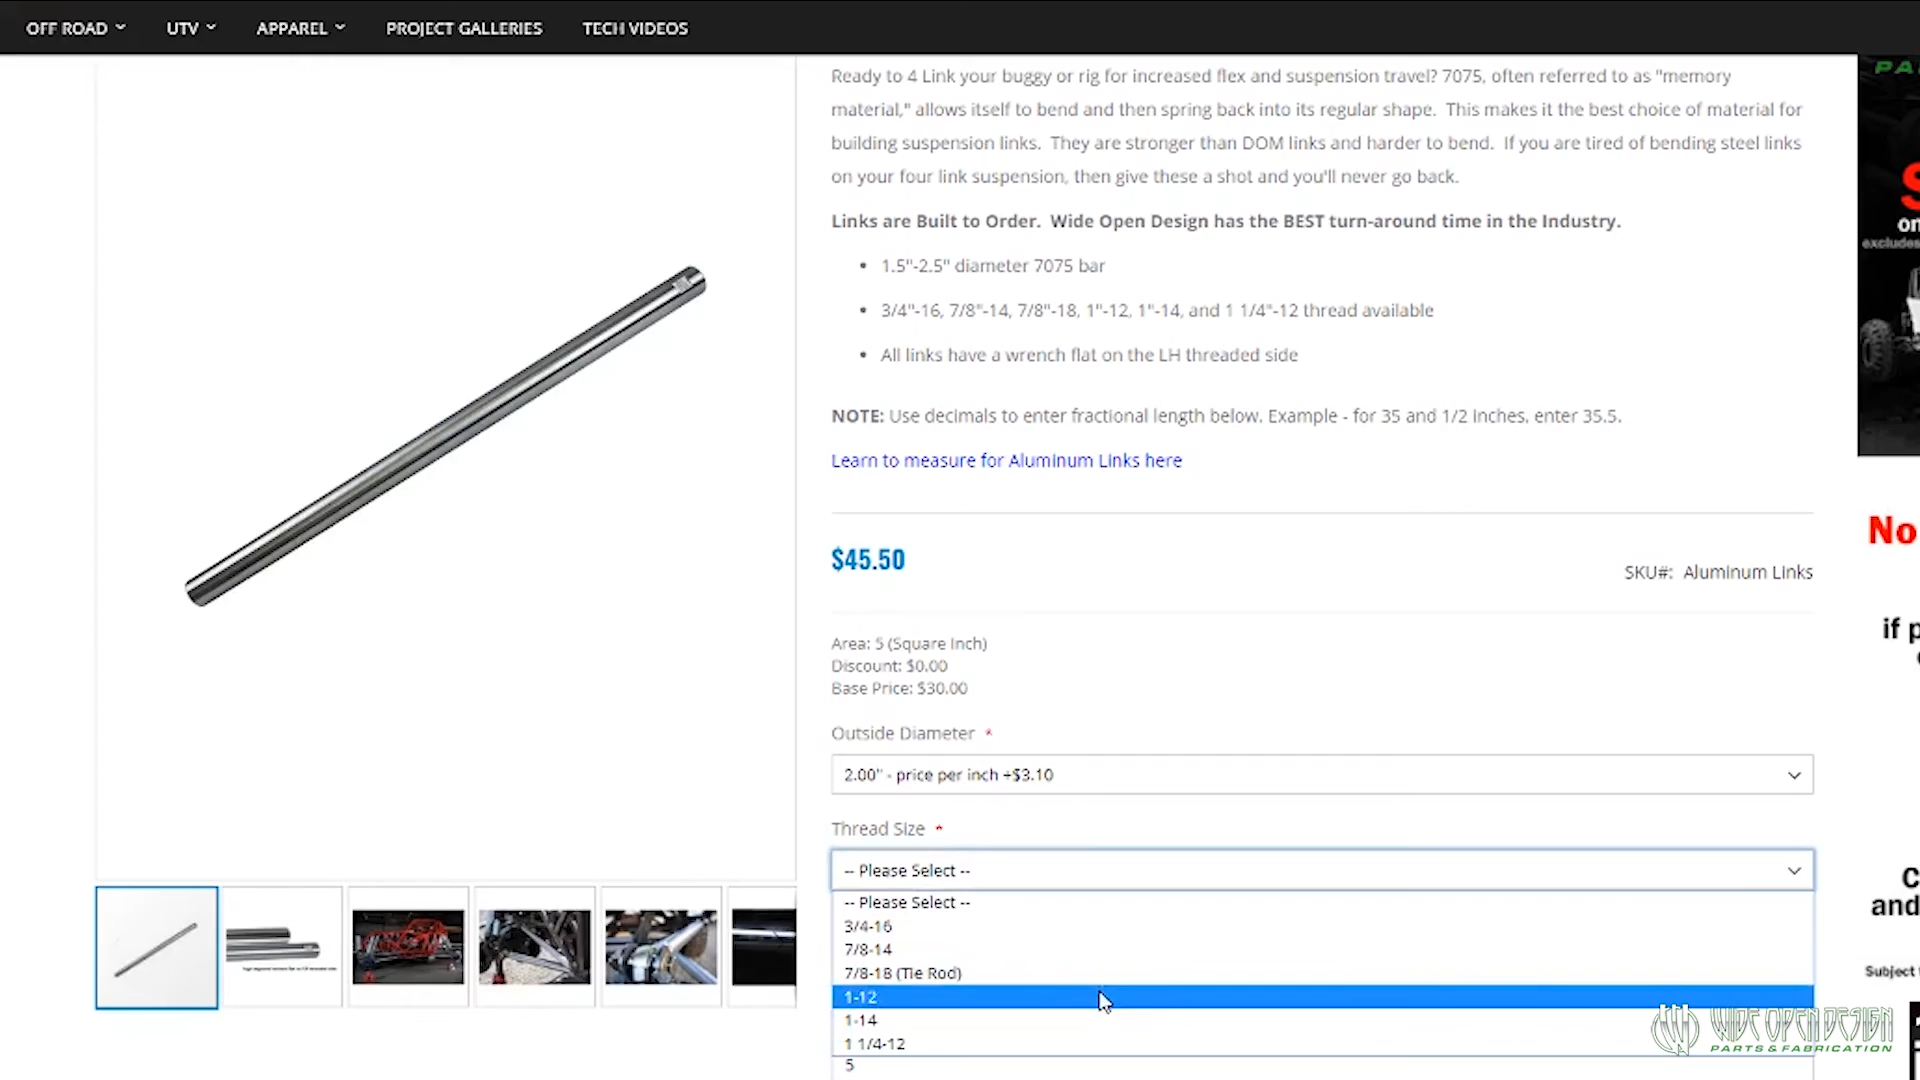 OFF ROAD
UTV
APPAREL
PROJECT GALLERIES
TECH VIDEOS
Ready to 4 Link your buggy or rig for increased flex and suspension travel? 7075, often referred to as "memory
material," allows itself to bend and then spring back into its regular shape. This makes it the best choice of material for
building suspension links. They are stronger than DOM links and harder to bend. If you are tired of bending steel links
on your four link suspension, then give these a shot and you'll never go back.
Links are Built to Order. Wide Open Design has the BEST turn-around time in the Industry.
• 1.5"-2.5" diameter 7075 bar
• 3/4"-16, 7/8"-14, 7/8"-18, 1"-12, 1"-14, and 1 1/4"-12 thread available
• All links have a wrench flat on the LH threaded side
NOTE: Use decimals to enter fractional length below. Example - for 35 and 1/2 inches, enter 35.5.
Learn to measure for Aluminum Links here
$45.50
SKU#: Aluminum Links
Area: 5 (Square Inch)
Discount: $0.00
Base Price: $30.00
Outside Diameter *
2.00" - price per inch +$3.10
Thread Size *
-- Please Select --
-- Please Select --
3/4-16
7/8-14
7/8-18 (Tie Rod)
1-12
1-14
1 1/4-12
5
PA
S
on
excludes
No
if p
C
and
Subject
WIDE OPEN DESIGN
PARTS & FABRICATION